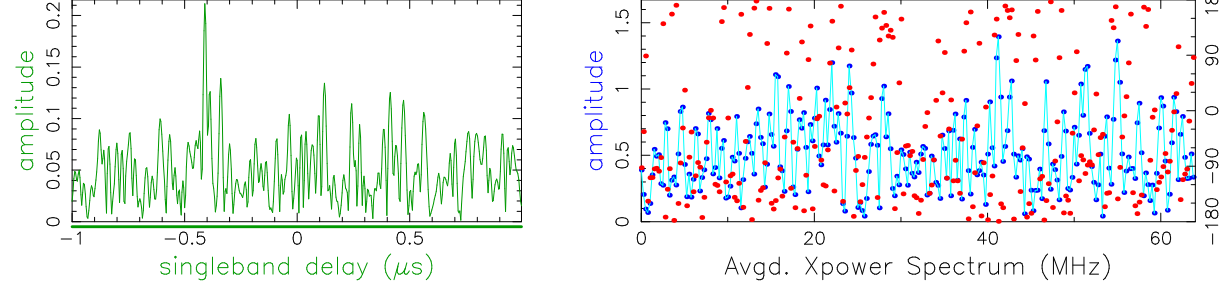 amplitude
0 0.05 0.1 0.15 0.2
−1 −0.5 0 0.5
singleband delay (μs)
amplitude
0 0.5 1 1.5
0 20 40 60
Avgd. Xpower Spectrum (MHz)
−180 −90 0 90